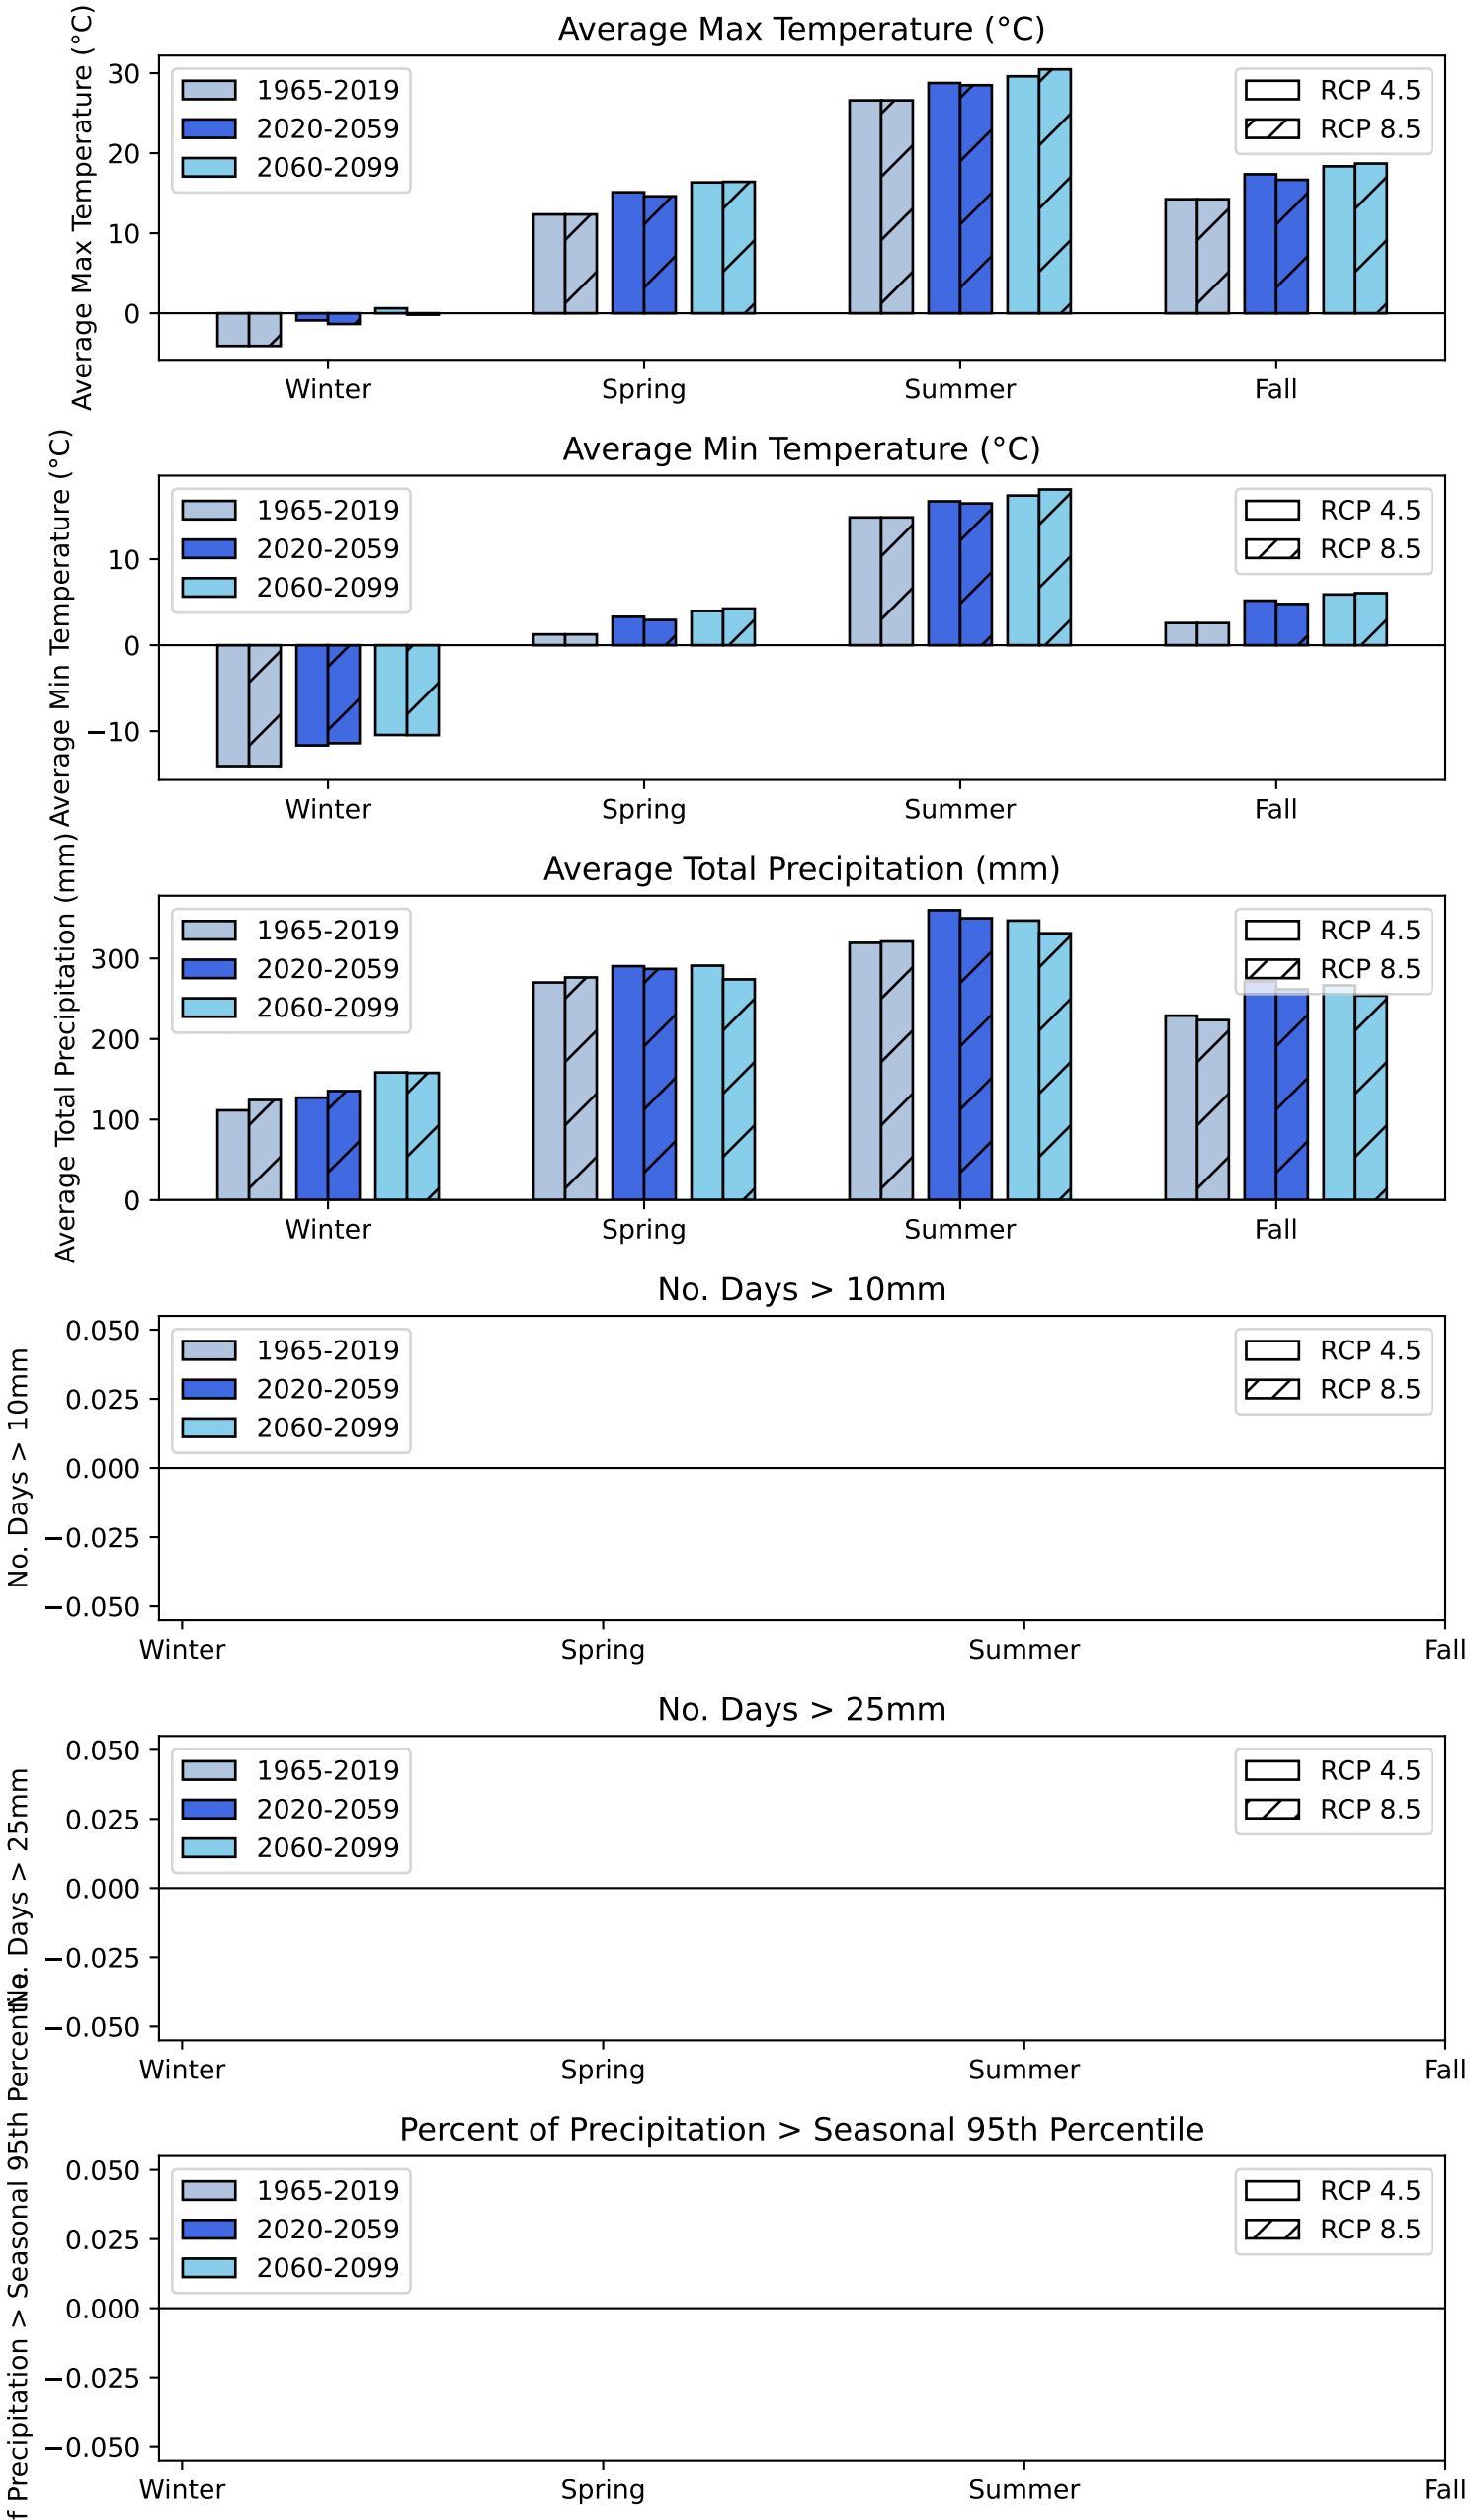 Average Max Temperature (°C)
Average Max Temperature (°C)
30
20
10
0
1965-2019
2020-2059
2060-2099
RCP 4.5
RCP 8.5
Winter
Spring
Summer
Fall
Average Min Temperature (°C)
Average Min Temperature (°C)
10
0
−10
1965-2019
2020-2059
2060-2099
RCP 4.5
RCP 8.5
Winter
Spring
Summer
Fall
Average Total Precipitation (mm)
Average Total Precipitation (mm)
300
200
100
0
1965-2019
2020-2059
2060-2099
RCP 4.5
RCP 8.5
Winter
Spring
Summer
Fall
No. Days > 10mm
No. Days > 10mm
0.050
0.025
0.000
−0.025
−0.050
1965-2019
2020-2059
2060-2099
RCP 4.5
RCP 8.5
Winter
Spring
Summer
Fall
No. Days > 25mm
No. Days > 25mm
0.050
0.025
0.000
−0.025
−0.050
1965-2019
2020-2059
2060-2099
RCP 4.5
RCP 8.5
Winter
Spring
Summer
Fall
Percent of Precipitation > Seasonal 95th Percentile
f Precipitation > Seasonal 95th Percentile
0.050
0.025
0.000
−0.025
−0.050
1965-2019
2020-2059
2060-2099
RCP 4.5
RCP 8.5
Winter
Spring
Summer
Fall